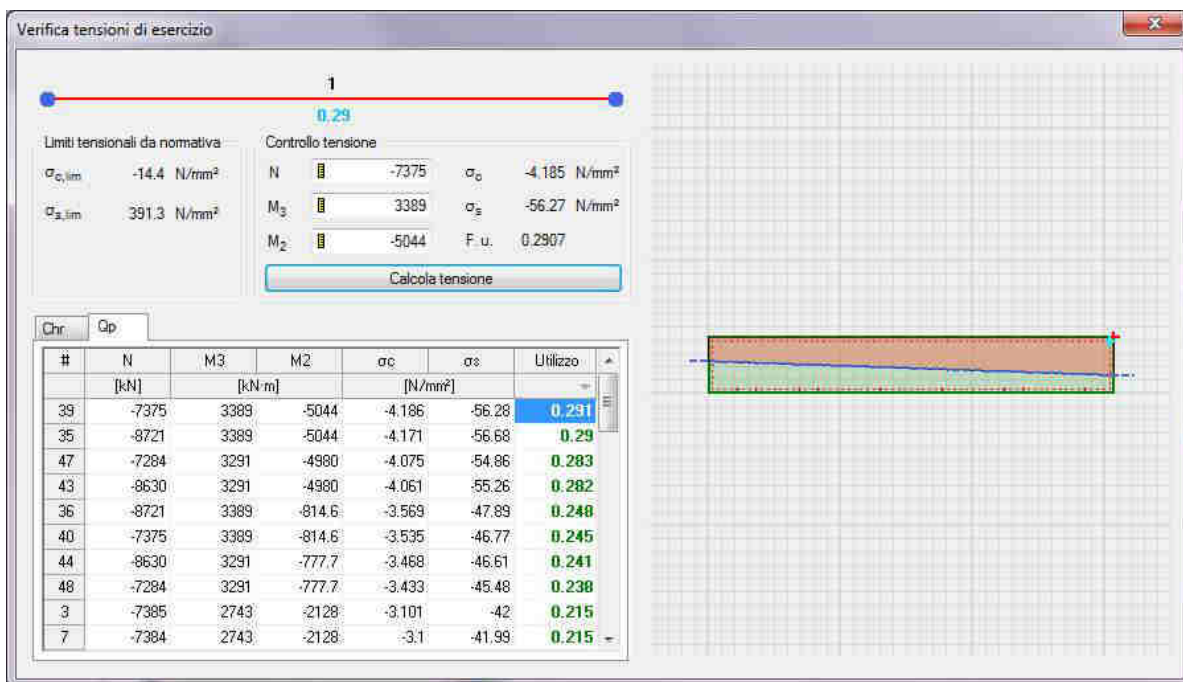 Verifica tensioni di esercizio
1
0.29
Limiti tensionali da normativa
σc,lim -14.4 N/mm²
σs,lim 391.3 N/mm²
Controllo tensione
N -7375 σc -4.185 N/mm²
M3 3389 σs -56.27 N/mm²
M2 -5044 F. u. 0.2907
Calcola tensione
Chr Qp
# N M3 M2 σc σs Utilizzo
[kN] [kN·m] [N/mm²]
39 -7375 3389 -5044 -4.186 -56.28 0.291
35 -8721 3389 -5044 -4.171 -56.68 0.29
47 -7284 3291 -4980 -4.075 -54.86 0.283
43 -8630 3291 -4980 -4.061 -55.26 0.282
36 -8721 3389 -814.6 -3.569 -47.89 0.248
40 -7375 3389 -814.6 -3.535 -46.77 0.245
44 -8630 3291 -777.7 -3.468 -46.61 0.241
48 -7284 3291 -777.7 -3.433 -45.48 0.238
3 -7385 2743 -2128 -3.101 -42 0.215
7 -7384 2743 -2128 -3.1 -41.99 0.215